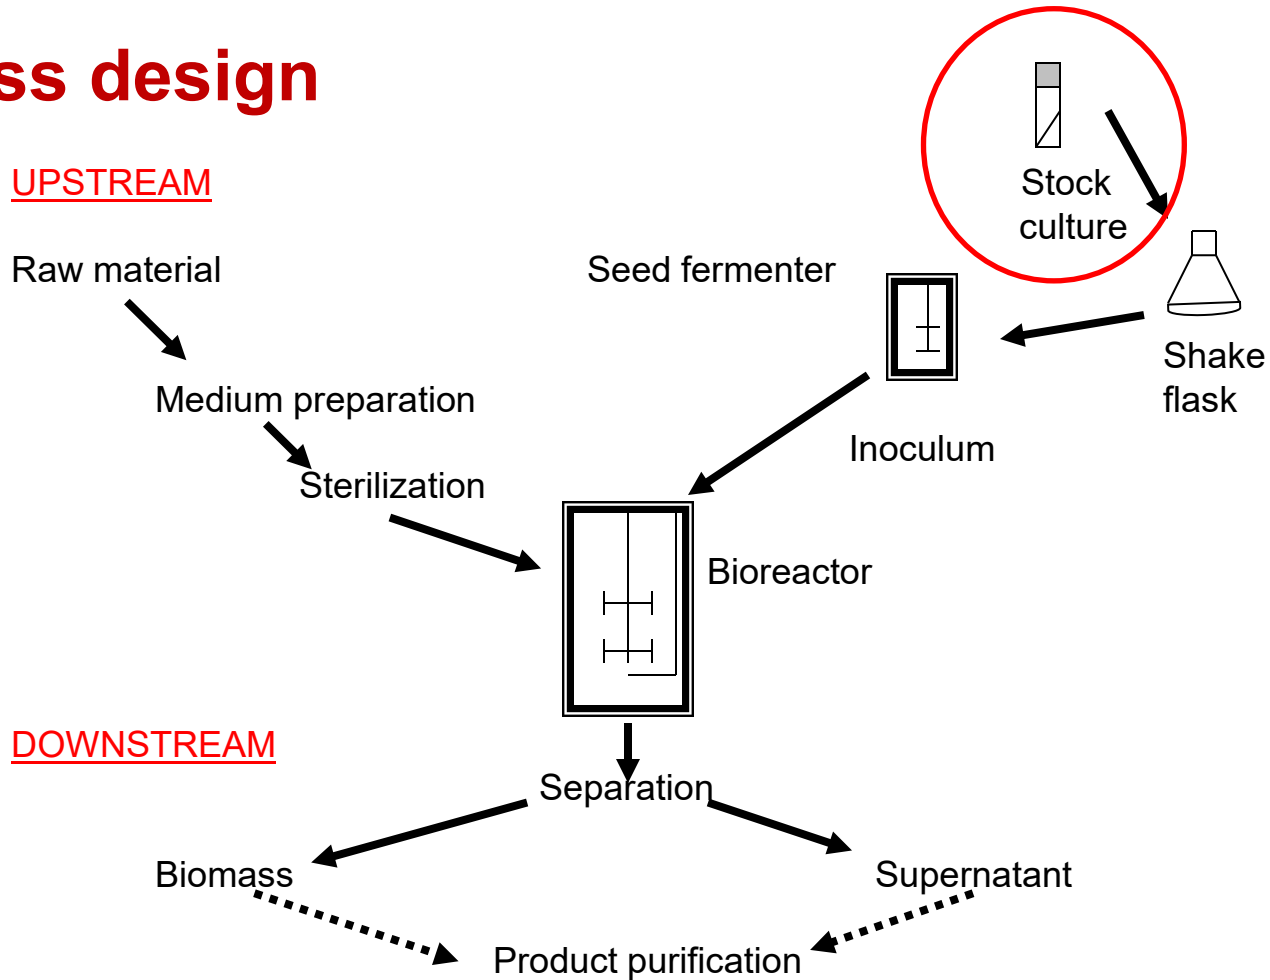 ss design
UPSTREAM
Stock
culture
Raw material
Seed fermenter
Shake
flask
Medium preparation
Inoculum
Sterilization
Bioreactor
DOWNSTREAM
Separation
Biomass
Supernatant
Product purification